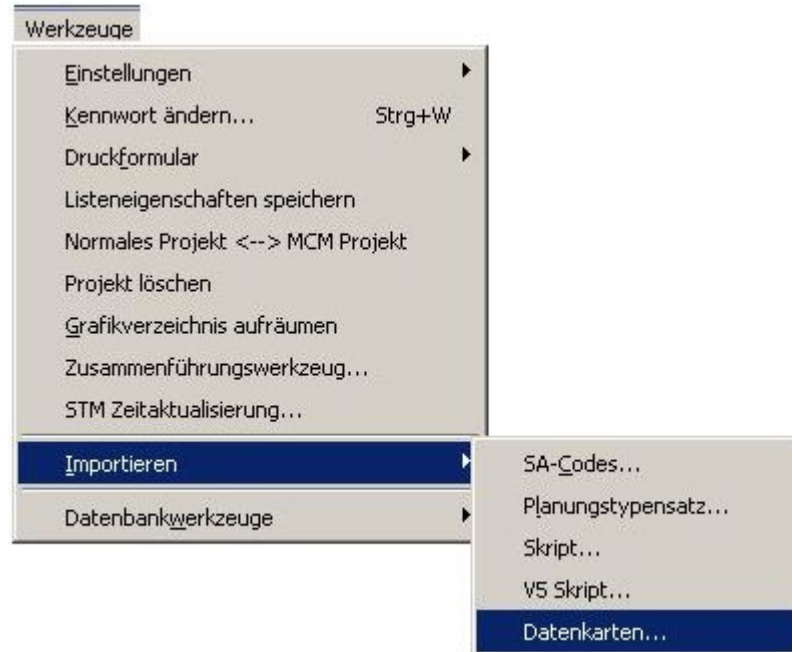 Werkzeuge
Einstellungen
Kennwort ändern... Strg+W
Druckformular
Listeneigenschaften speichern
Normales Projekt <--> MCM Projekt
Projekt löschen
Grafikverzeichnis aufräumen
Zusammenführungswerkzeug...
STM Zeitaktualisierung...
Importieren
Datenbankwerkzeuge
SA-Codes...
Planungstypensatz...
Skript...
V5 Skript...
Datenkarten...